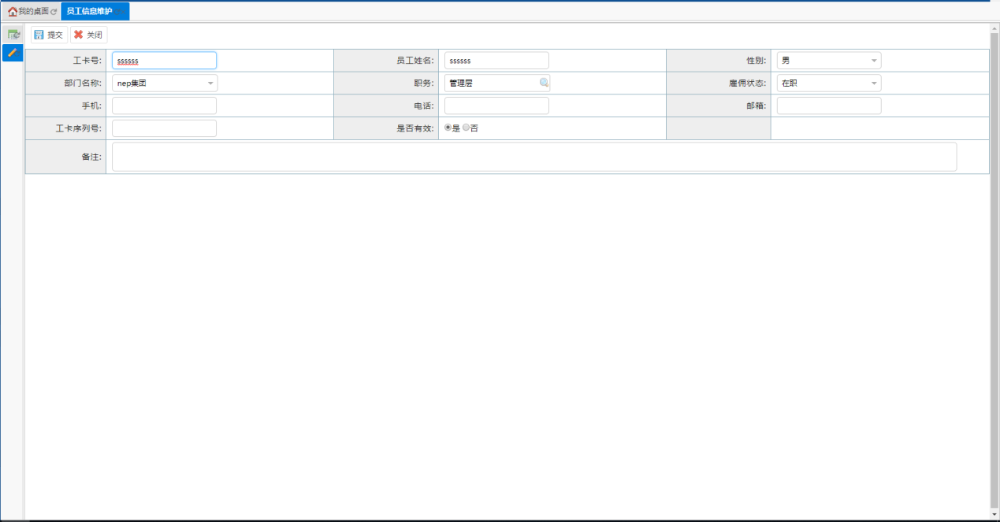 我的桌面 员工信息维护
提交 关闭
工卡号: ssssss 员工姓名: ssssss 性别: 男
部门名称: nep集团 职务: 管理层 雇佣状态: 在职
手机: 电话: 邮箱:
工卡序列号: 是否有效: 是 否
备注: